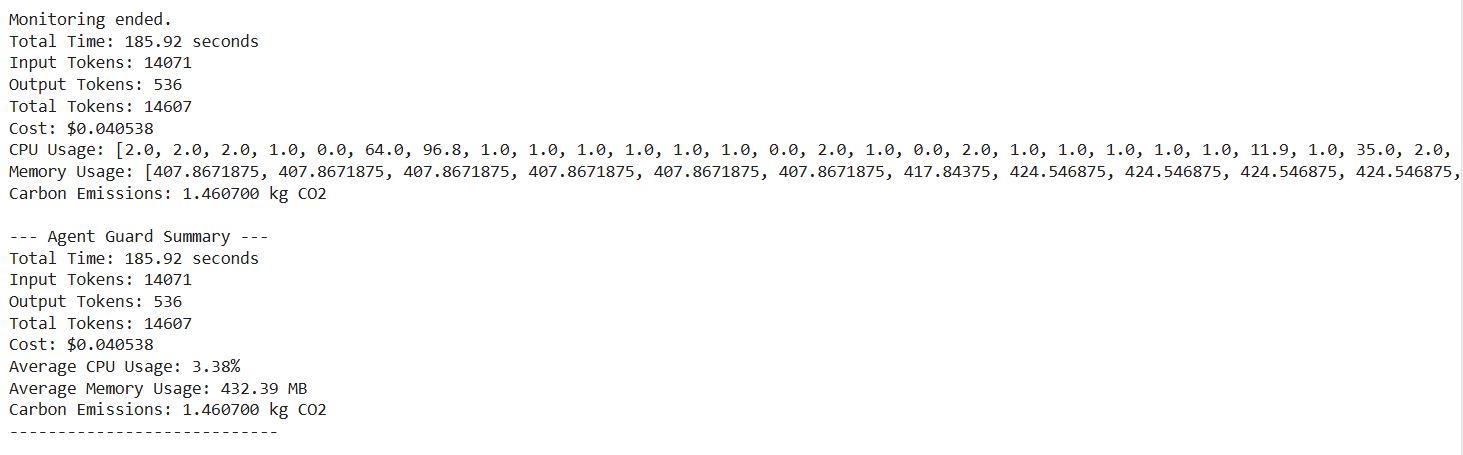 Monitoring ended.
Total Time: 185.92 seconds
Input Tokens: 14071
Output Tokens: 536
Total Tokens: 14607
Cost: $0.040538
CPU Usage: [2.0, 2.0, 2.0, 1.0, 0.0, 64.0, 96.8, 1.0, 1.0, 1.0, 1.0, 1.0, 1.0, 0.0, 2.0, 1.0, 0.0, 2.0, 1.0, 1.0, 1.0, 1.0, 1.0, 11.9, 1.0, 35.0, 2.0,
Memory Usage: [407.8671875, 407.8671875, 407.8671875, 407.8671875, 407.8671875, 407.8671875, 417.84375, 424.546875, 424.546875, 424.546875, 424.546875,
Carbon Emissions: 1.460700 kg CO2
--- Agent Guard Summary ---
Total Time: 185.92 seconds
Input Tokens: 14071
Output Tokens: 536
Total Tokens: 14607
Cost: $0.040538
Average CPU Usage: 3.38%
Average Memory Usage: 432.39 MB
Carbon Emissions: 1.460700 kg CO2
----------------------------